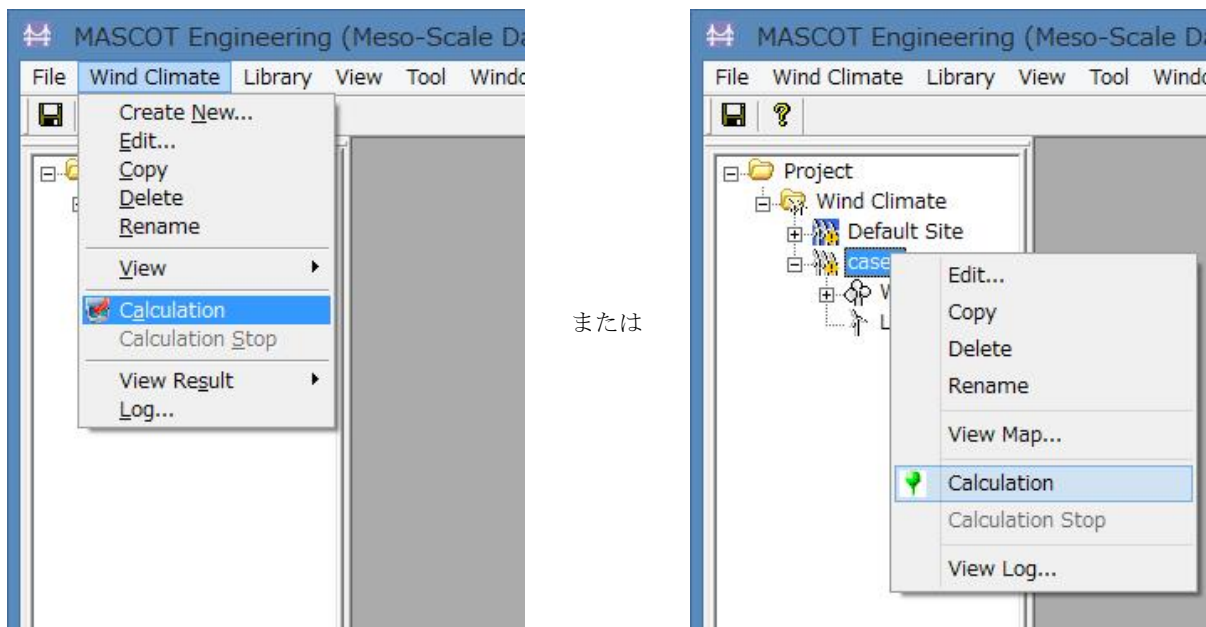 MASCOT Engineering (Meso-Scale Da
File Wind Climate Library View Tool Windo
Create New...
Edit...
Copy
Delete
Rename
View
Calculation
Calculation Stop
View Result
Log...
または
MASCOT Engineering (Meso-Scale D
File Wind Climate Library View Tool Wind
Project
Wind Climate
Default Site
case
W
L
Edit...
Copy
Delete
Rename
View Map...
Calculation
Calculation Stop
View Log...